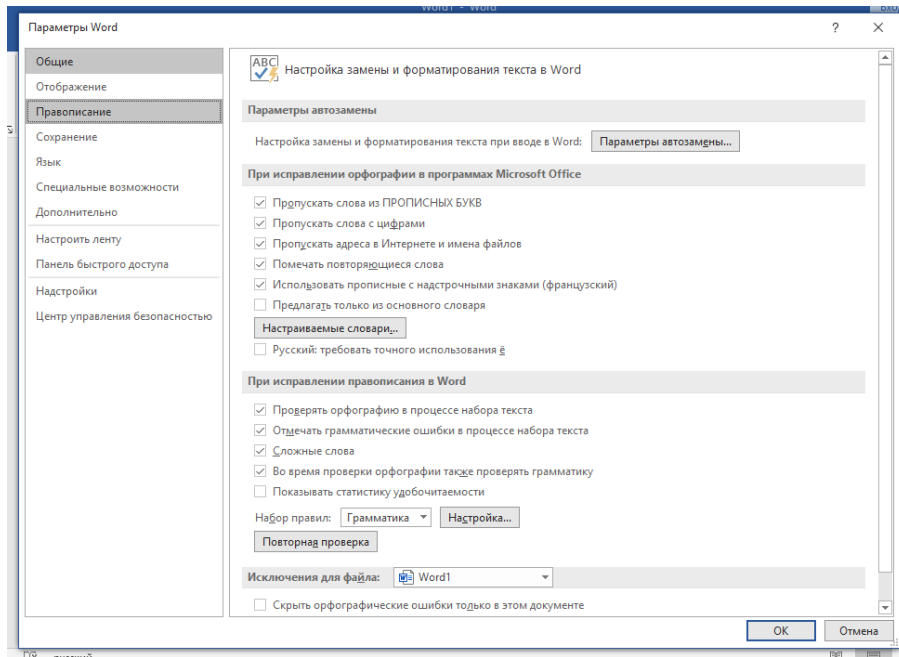 Word1 - Word
Параметры Word
?
Общие
Отображение
Правописание
Сохранение
Язык
Специальные возможности
Дополнительно
Настроить ленту
Панель быстрого доступа
Надстройки
Центр управления безопасностью
ABC
Настройка замены и форматирования текста в Word
Параметры автозамены
Настройка замены и форматирования текста при вводе в Word: Параметры автозамены...
При исправлении орфографии в программах Microsoft Office
Пропускать слова из ПРОПИСНЫХ БУКВ
Пропускать слова с цифрами
Пропускать адреса в Интернете и имена файлов
Помечать повторяющиеся слова
Использовать прописные с надстрочными знаками (французский)
Предлагать только из основного словаря
Настраиваемые словари...
Русский: требовать точного использования ё
При исправлении правописания в Word
Проверять орфографию в процессе набора текста
Отмечать грамматические ошибки в процессе набора текста
Сложные слова
Во время проверки орфографии также проверять грамматику
Показывать статистику удобочитаемости
Набор правил: Грамматика Настройка...
Повторная проверка
Исключения для файла: Word1
Скрыть орфографические ошибки только в этом документе
ОК Отмена